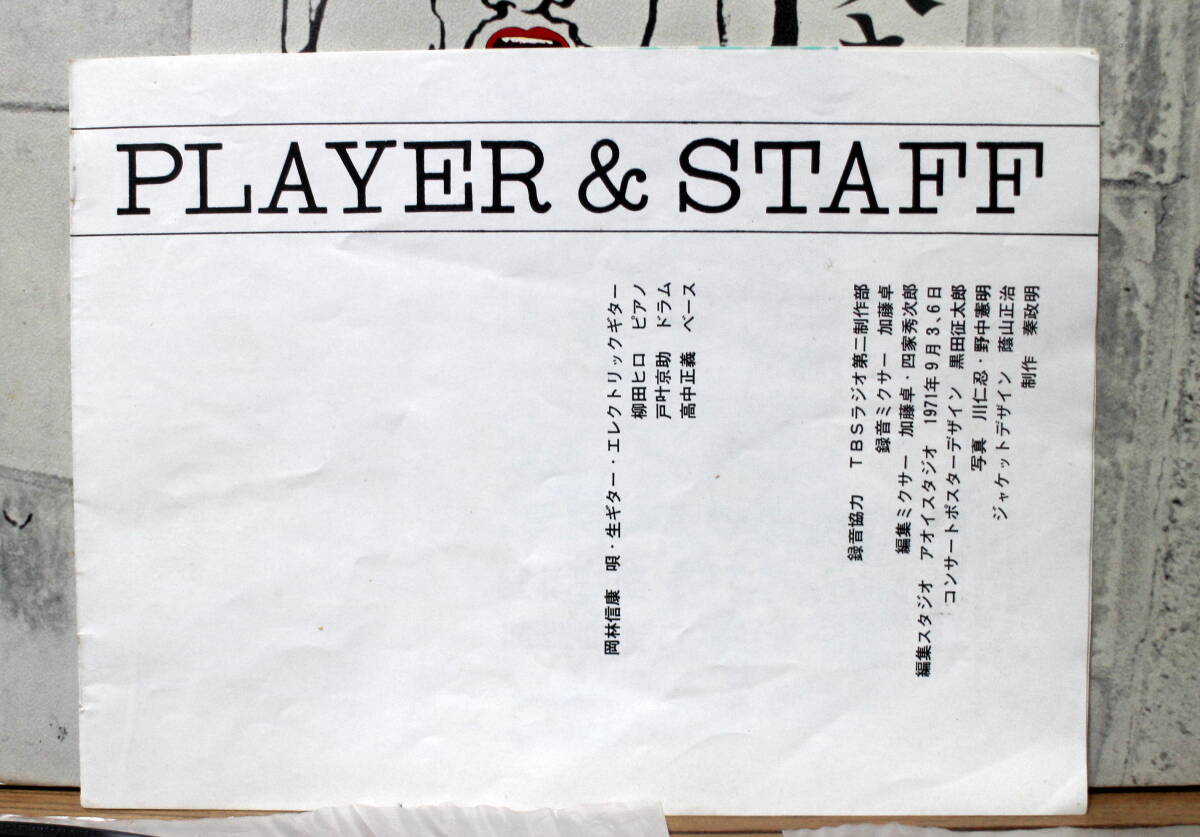 PLAYER & STAFF
岡林信康 唄・生ギター・エレクトリックギター
柳田ヒロ ピアノ
戸叶京助 ドラム
高中正義 ベース
録音協力 TBSラジオ第二制作部
録音ミクサー 加藤卓
編集ミクサー 加藤卓・四家秀次郎
編集スタジオ アオイスタジオ 1971年9月3、6日
コンサートポスターデザイン 黒田征太郎
写真 川仁忍・野中憲明
ジャケットデザイン 蔭山正治
制作 秦政明